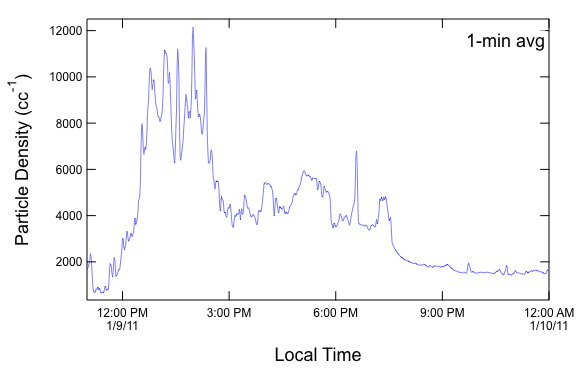 1-min avg
12000
10000
8000
6000
4000
2000
Particle Density (cc⁻¹)
12:00 PM 3:00 PM 6:00 PM 9:00 PM 12:00 AM
1/9/11 1/10/11
Local Time